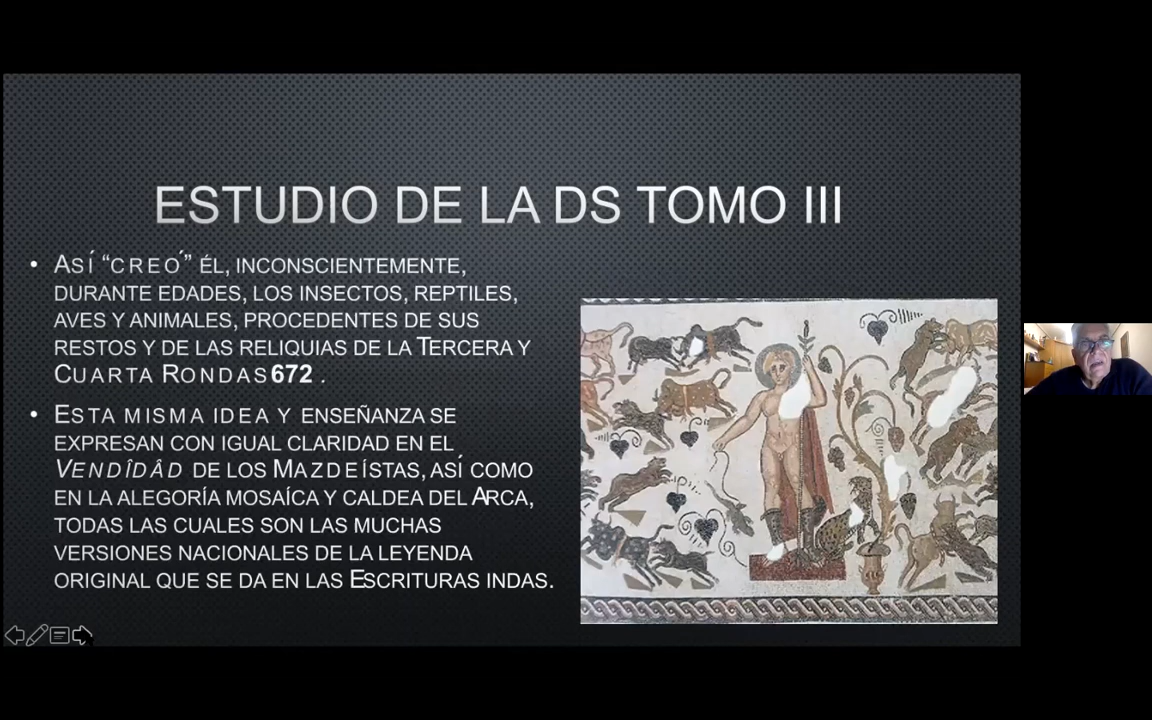 ESTUDIO DE LA DS TOMO III
• ASÍ “CREÓ” ÉL, INCONSCIENTEMENTE,
DURANTE EDADES, LOS INSECTOS, REPTILES,
AVES Y ANIMALES, PROCEDENTES DE SUS
RESTOS Y DE LAS RELIQUIAS DE LA TERCERA Y
CUARTA RONDAS672 .
• ESTA MISMA IDEA Y ENSEÑANZA SE
EXPRESAN CON IGUAL CLARIDAD EN EL
VENDÎDÂD DE LOS MAZDEÍSTAS, ASÍ COMO
EN LA ALEGORÍA MOSAÍCA Y CALDEA DEL ARCA,
TODAS LAS CUALES SON LAS MUCHAS
VERSIONES NACIONALES DE LA LEYENDA
ORIGINAL QUE SE DA EN LAS ESCRITURAS INDAS.